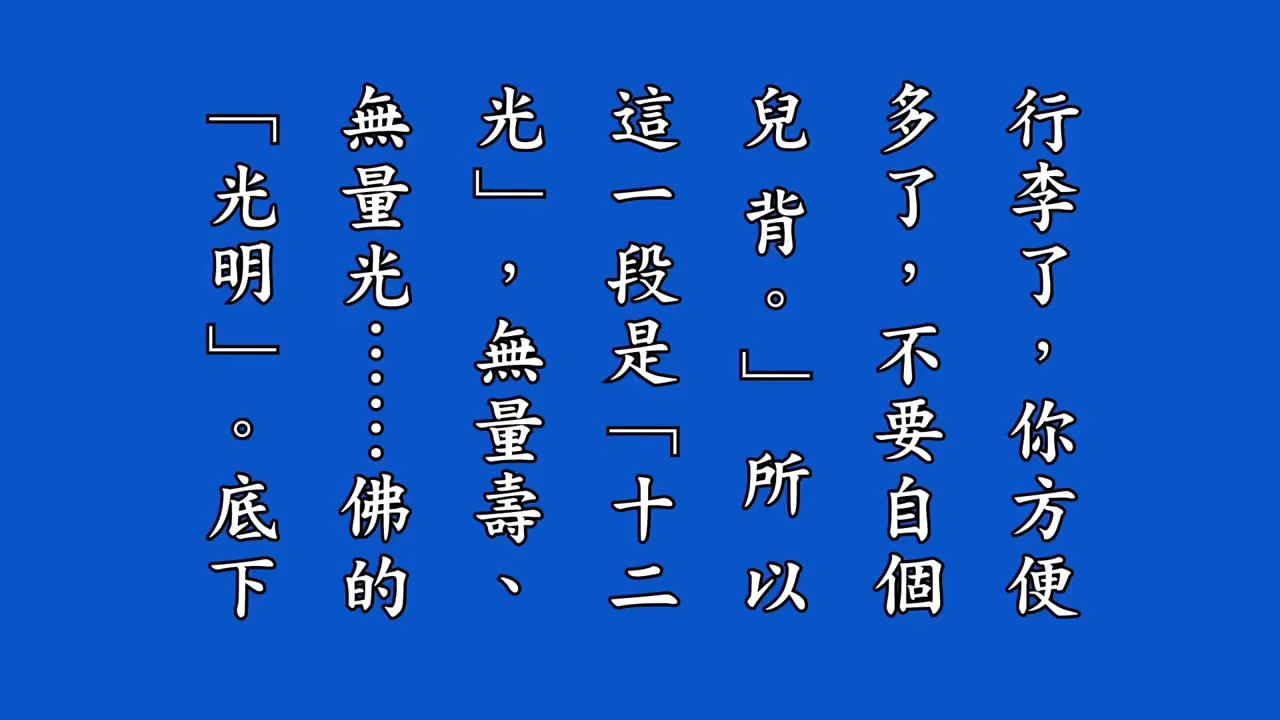 行李了，你方便
多了，不要自個
兒背。」所以
這一段是「十二
光」，無量壽、
無量光……佛的
「光明」。底下